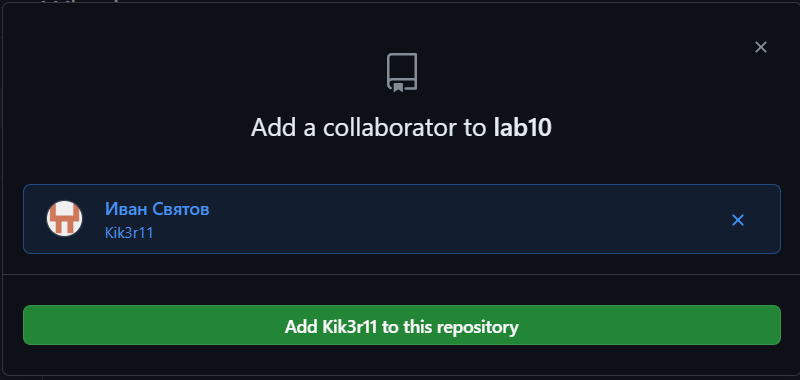 Add a collaborator to lab10
Иван Святов
Kik3r11
Add Kik3r11 to this repository